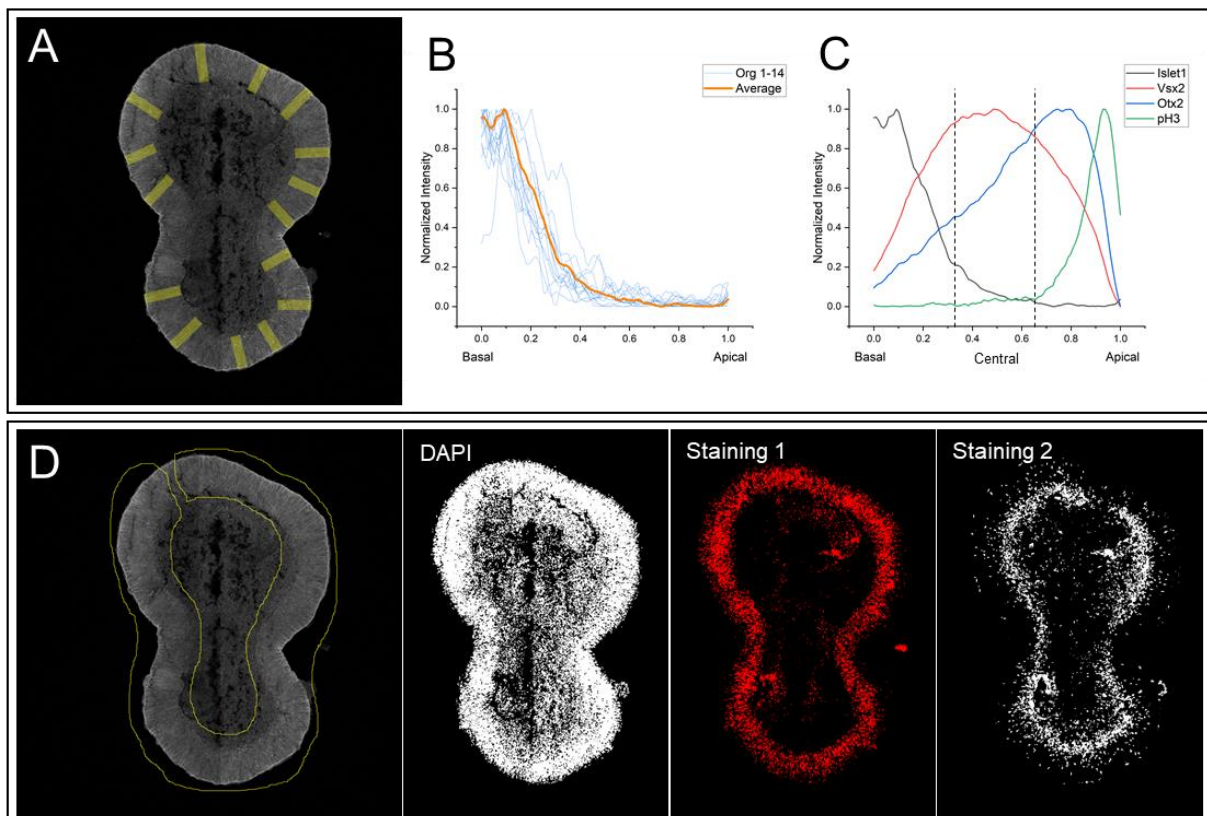 A
B
Org 1-14
Average
Normalized Intensity
1.0
0.8
0.6
0.4
0.2
0.0
0.0 0.2 0.4 0.6 0.8 1.0
Basal Apical
C
Islet1
Vsx2
Otx2
pH3
Normalized Intensity
1.0
0.8
0.6
0.4
0.2
0.0
0.0 0.2 0.4 0.6 0.8 1.0
Basal Central Apical
D
DAPI
Staining 1
Staining 2